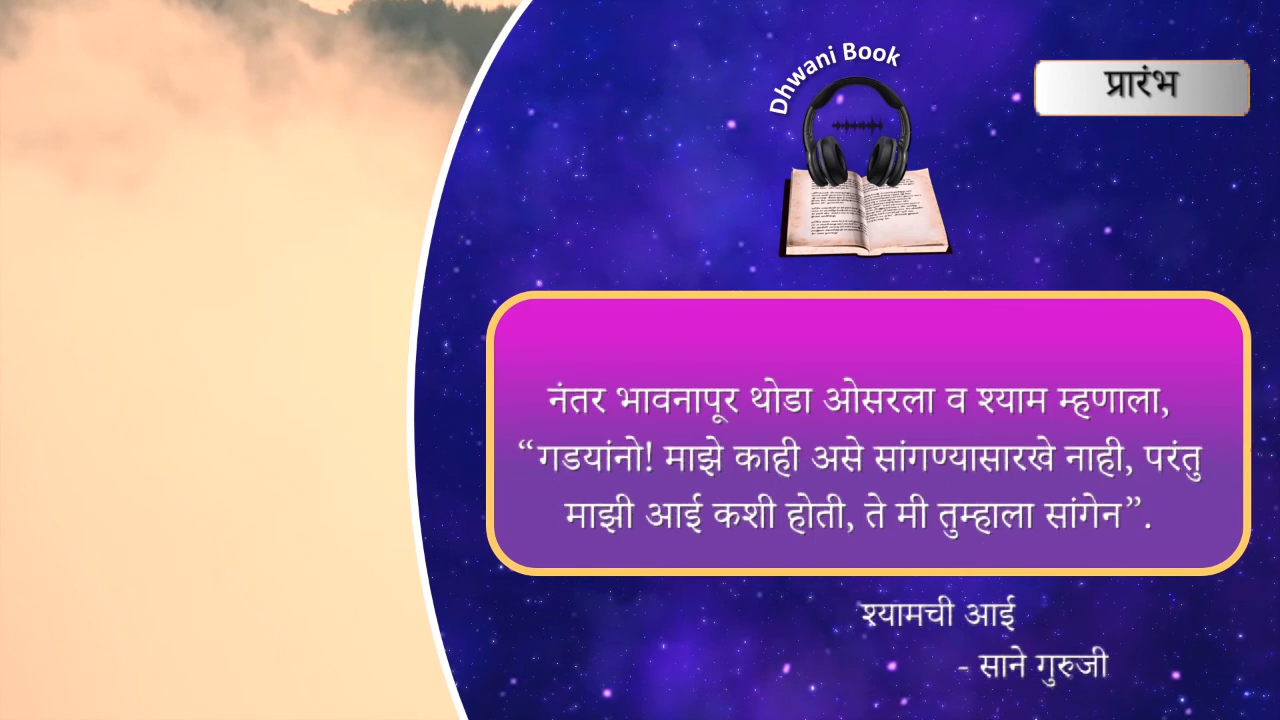 Dhwani Book
प्रारंभ
नंतर भावनापूर थोडा ओसरला व श्याम म्हणाला,
“गडयांनो! माझे काही असे सांगण्यासारखे नाही, परंतु
माझी आई कशी होती, ते मी तुम्हाला सांगेन”.
श्यामची आई
- साने गुरुजी